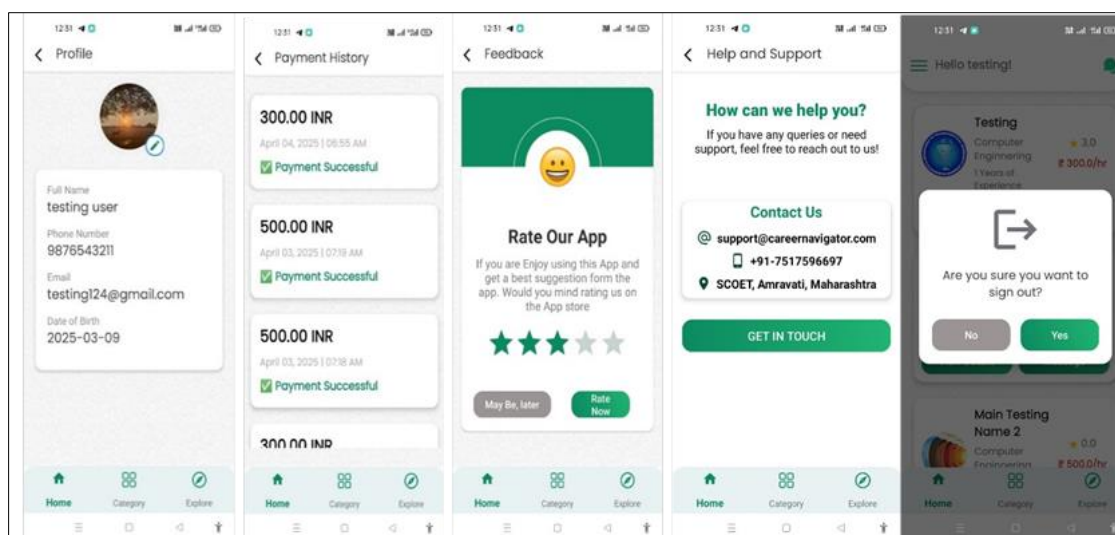 12:31
Profile
Full Name
testing user
Phone Number
9876543211
Email
testing124@gmail.com
Date of Birth
2025-03-09
Home
Category
Explore
12:31
Payment History
300.00 INR
April 04, 2025 | 06:55 AM
✅ Payment Successful
500.00 INR
April 03, 2025 | 07:19 AM
✅ Payment Successful
500.00 INR
April 03, 2025 | 07:18 AM
✅ Payment Successful
300.00 INR
Home
Category
Explore
12:31
Feedback
Rate Our App
If you are Enjoy using this App and
get a best suggestion form the
app. Would you mind rating us on
the App store
May Be, later
Rate
Now
Home
Category
Explore
12:31
Help and Support
How can we help you?
If you have any queries or need
support, feel free to reach out to us!
Contact Us
support@careernavigator.com
+91-7517596697
SCOET, Amravati, Maharashtra
GET IN TOUCH
Home
Category
Explore
12:31
Hello testing!
Testing
Computer
Enginnering
★ 3.0
1 Years of
₹ 300.0/hr
Experience
Are you sure you want to
sign out?
No
Yes
Main Testing
Name 2
Computer
Enginnering
★ 0.0
₹ 500.0/hr
Home
Category
Explore